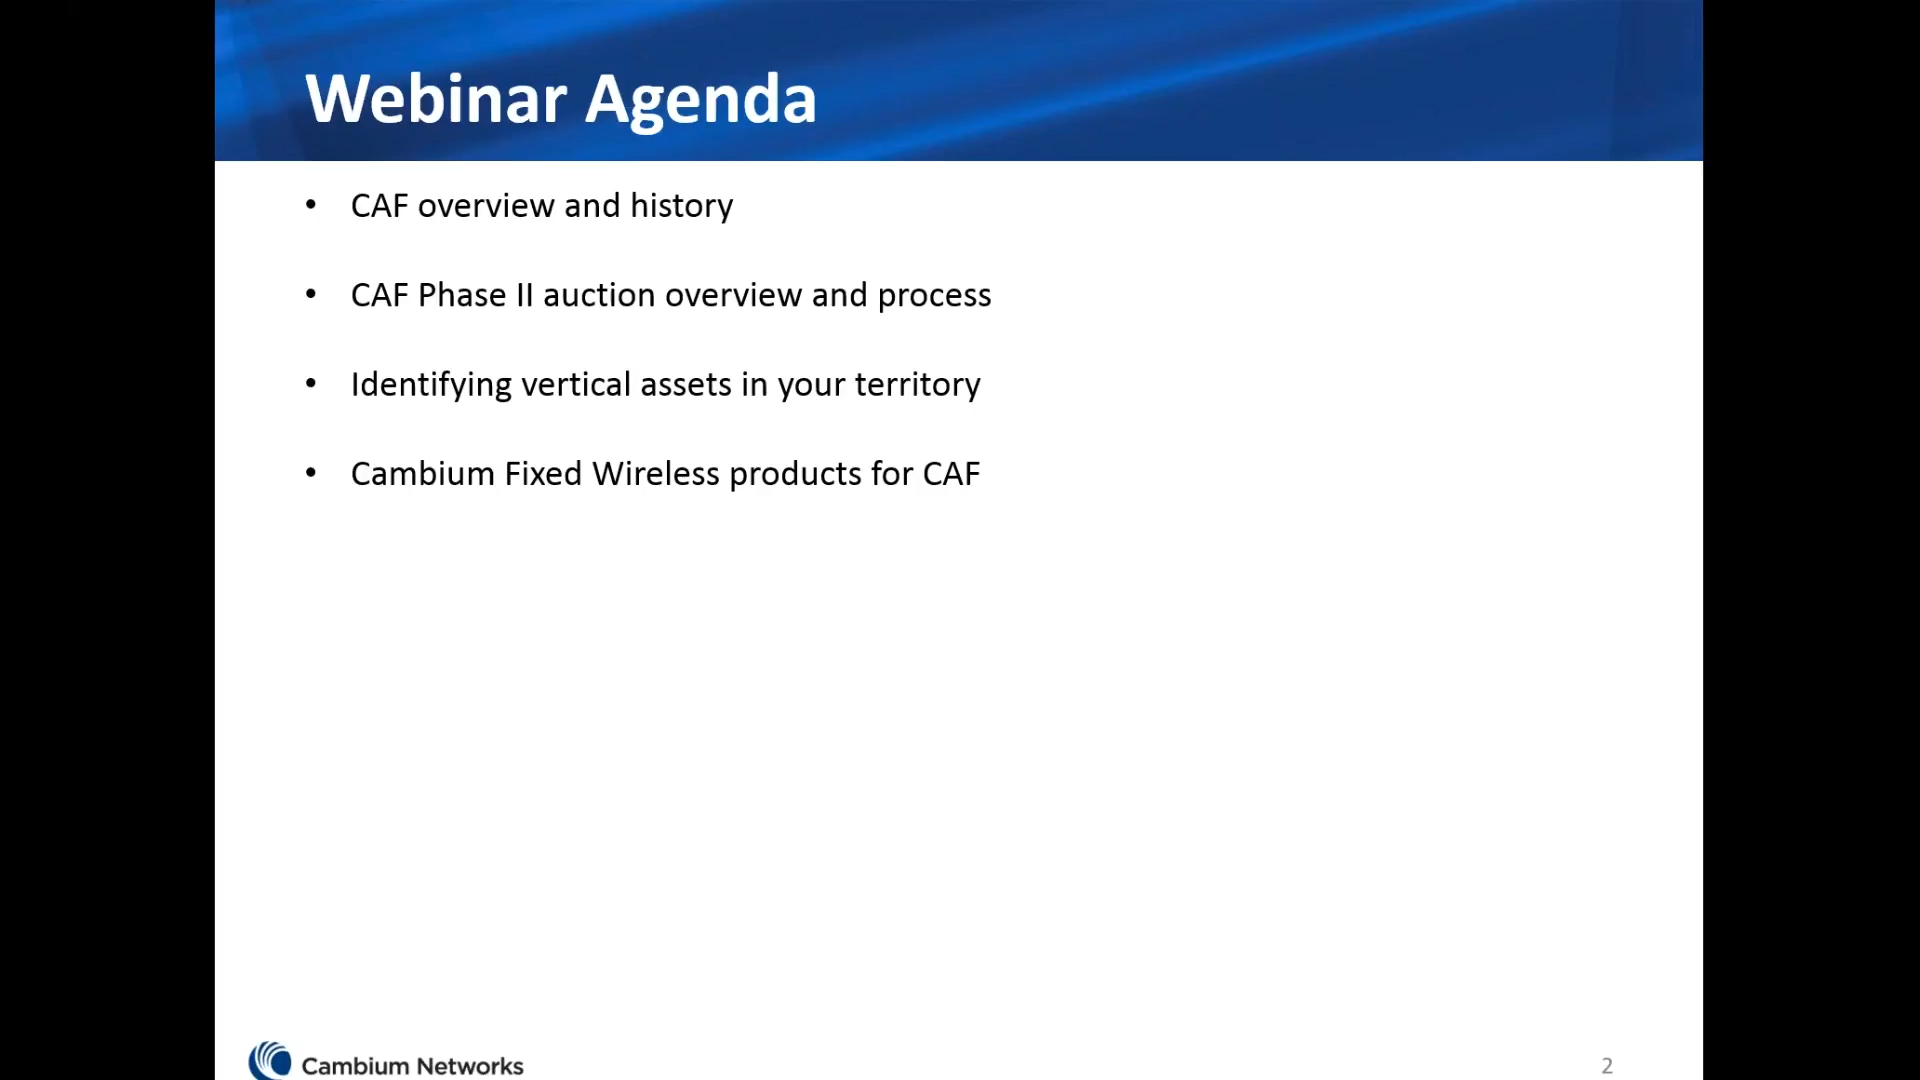 Webinar Agenda
• CAF overview and history
• CAF Phase II auction overview and process
• Identifying vertical assets in your territory
• Cambium Fixed Wireless products for CAF
Cambium Networks
2